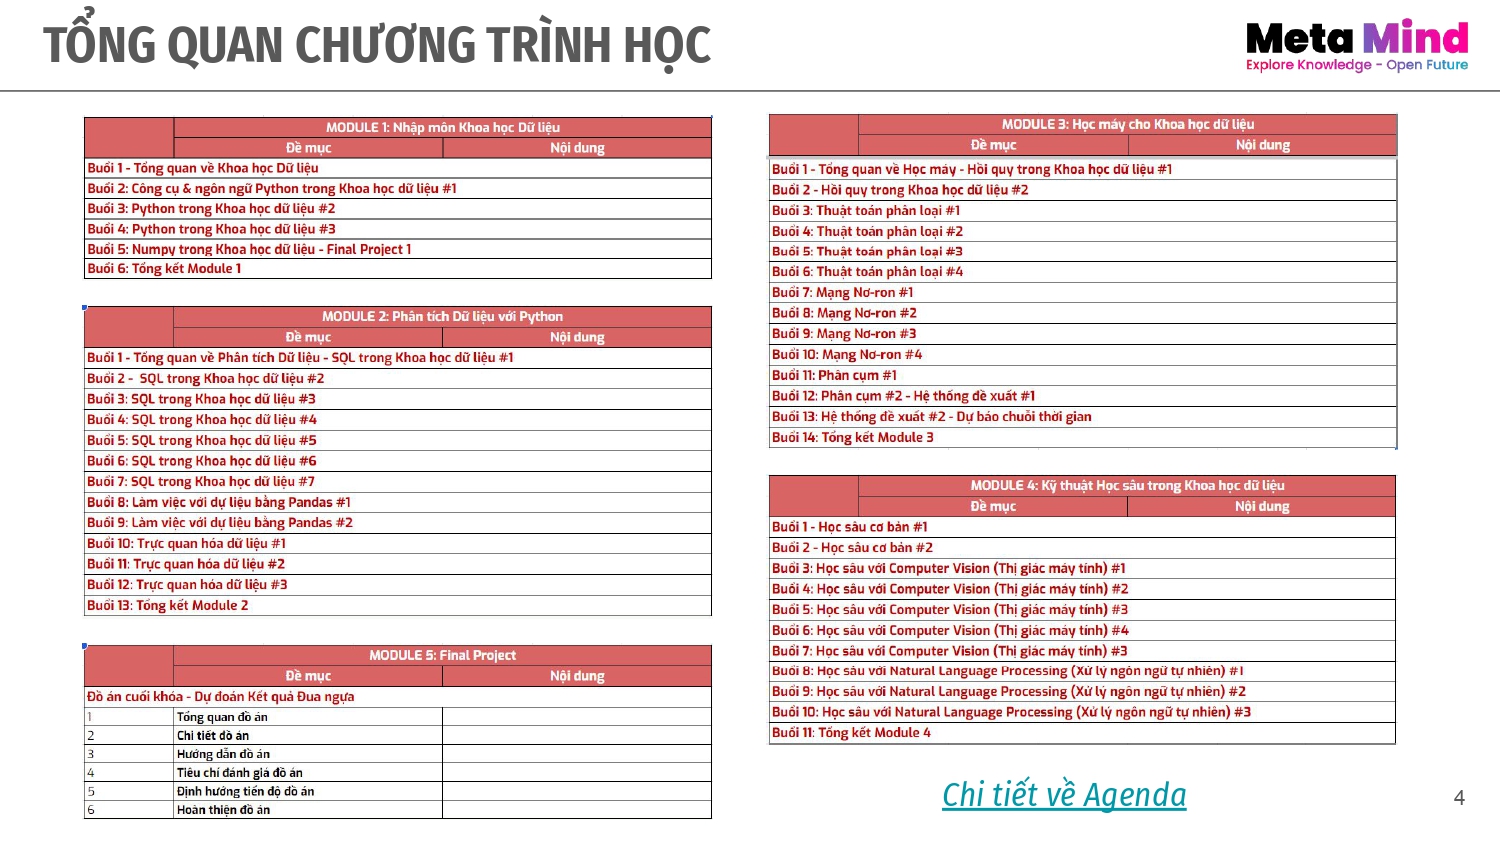 TỔNG QUAN CHƯƠNG TRÌNH HỌC
Meta Mind
Explore Knowledge - Open Future
MODULE 1: Nhập môn Khoa học Dữ liệu
Đề mục Nội dung
Buổi 1 - Tổng quan về Khoa học Dữ liệu
Buổi 2: Công cụ & ngôn ngữ Python trong Khoa học dữ liệu #1
Buổi 3: Python trong Khoa học dữ liệu #2
Buổi 4: Python trong Khoa học dữ liệu #3
Buổi 5: Numpy trong Khoa học dữ liệu - Final Project 1
Buổi 6: Tổng kết Module 1
MODULE 2: Phân tích Dữ liệu với Python
Đề mục Nội dung
Buổi 1 - Tổng quan về Phân tích Dữ liệu - SQL trong Khoa học dữ liệu #1
Buổi 2 - SQL trong Khoa học dữ liệu #2
Buổi 3: SQL trong Khoa học dữ liệu #3
Buổi 4: SQL trong Khoa học dữ liệu #4
Buổi 5: SQL trong Khoa học dữ liệu #5
Buổi 6: SQL trong Khoa học dữ liệu #6
Buổi 7: SQL trong Khoa học dữ liệu #7
Buổi 8: Làm việc với dự liệu bằng Pandas #1
Buổi 9: Làm việc với dự liệu bằng Pandas #2
Buổi 10: Trực quan hóa dữ liệu #1
Buổi 11: Trực quan hóa dữ liệu #2
Buổi 12: Trực quan hóa dữ liệu #3
Buổi 13: Tổng kết Module 2
MODULE 5: Final Project
Đề mục Nội dung
Đồ án cuối khóa - Dự đoán Kết quả Đua ngựa
1 Tổng quan đồ án
2 Chi tiết đồ án
3 Hướng dẫn đồ án
4 Tiêu chí đánh giá đồ án
5 Định hướng tiến độ đồ án
6 Hoàn thiện đồ án
MODULE 3: Học máy cho Khoa học dữ liệu
Đề mục Nội dung
Buổi 1 - Tổng quan về Học máy - Hồi quy trong Khoa học dữ liệu #1
Buổi 2 - Hồi quy trong Khoa học dữ liệu #2
Buổi 3: Thuật toán phân loại #1
Buổi 4: Thuật toán phân loại #2
Buổi 5: Thuật toán phân loại #3
Buổi 6: Thuật toán phân loại #4
Buổi 7: Mạng Nơ-ron #1
Buổi 8: Mạng Nơ-ron #2
Buổi 9: Mạng Nơ-ron #3
Buổi 10: Mạng Nơ-ron #4
Buổi 11: Phân cụm #1
Buổi 12: Phân cụm #2 - Hệ thống đề xuất #1
Buổi 13: Hệ thống đề xuất #2 - Dự báo chuỗi thời gian
Buổi 14: Tổng kết Module 3
MODULE 4: Kỹ thuật Học sâu trong Khoa học dữ liệu
Đề mục Nội dung
Buổi 1 - Học sâu cơ bản #1
Buổi 2 - Học sâu cơ bản #2
Buổi 3: Học sâu với Computer Vision (Thị giác máy tính) #1
Buổi 4: Học sâu với Computer Vision (Thị giác máy tính) #2
Buổi 5: Học sâu với Computer Vision (Thị giác máy tính) #3
Buổi 6: Học sâu với Computer Vision (Thị giác máy tính) #4
Buổi 7: Học sâu với Computer Vision (Thị giác máy tính) #3
Buổi 8: Học sâu với Natural Language Processing (Xử lý ngôn ngữ tự nhiên) #1
Buổi 9: Học sâu với Natural Language Processing (Xử lý ngôn ngữ tự nhiên) #2
Buổi 10: Học sâu với Natural Language Processing (Xử lý ngôn ngữ tự nhiên) #3
Buổi 11: Tổng kết Module 4
Chi tiết về Agenda
4